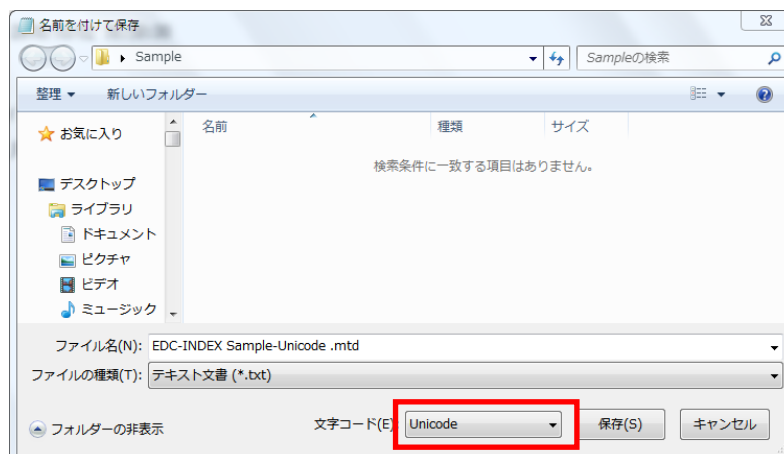 名前を付けて保存
Sample
Sampleの検索
整理 新しいフォルダー
お気に入り
名前 種類 サイズ
検索条件に一致する項目はありません。
デスクトップ
ライブラリ
ドキュメント
ピクチャ
ビデオ
ミュージック
ファイル名(N): EDC-INDEX Sample-Unicode .mtd
ファイルの種類(T): テキスト文書 (*.txt)
フォルダーの非表示 文字コード(E) Unicode 保存(S) キャンセル